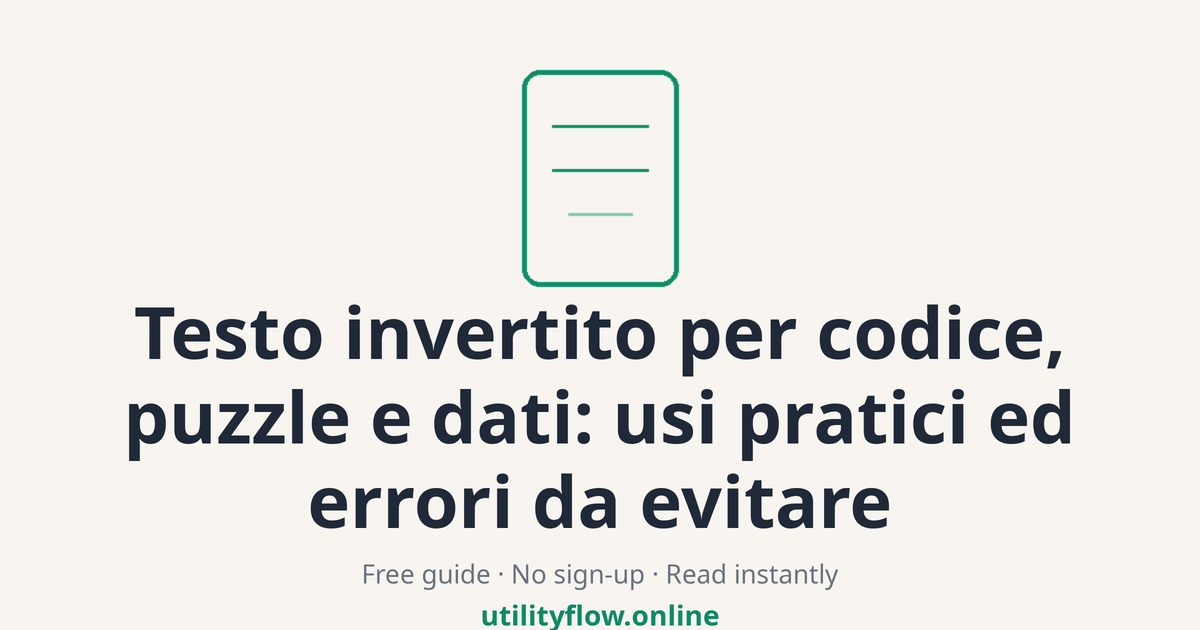 Testo invertito per codice,
puzzle e dati: usi pratici ed
errori da evitare
Free guide · No sign-up · Read instantly
utilityflow.online